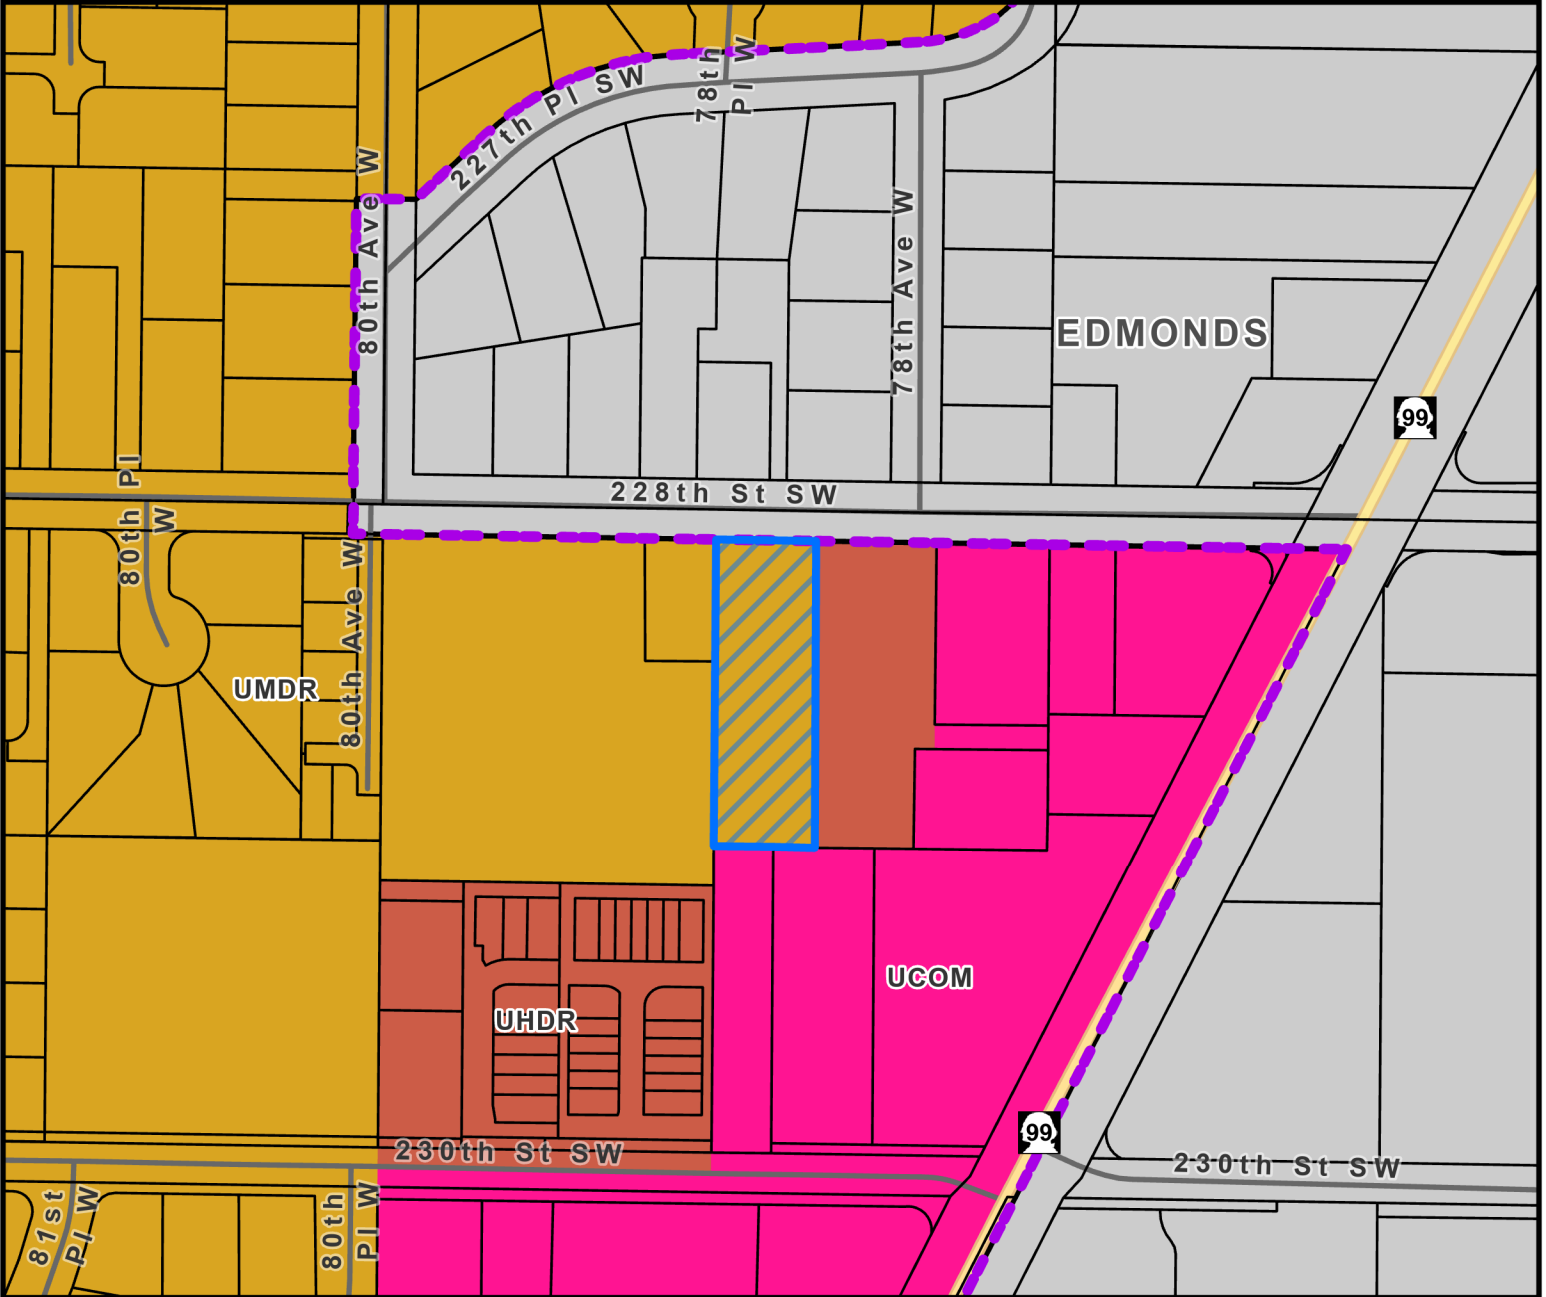 227th Pl SW
78th
Pl W
80th Ave W
78th Ave W
EDMONDS
99
80th Pl
W
228th St SW
80th Ave W
UMDR
UCOM
UHDR
99
230th St SW
230th St SW
81st
Pl W
80th
Pl W